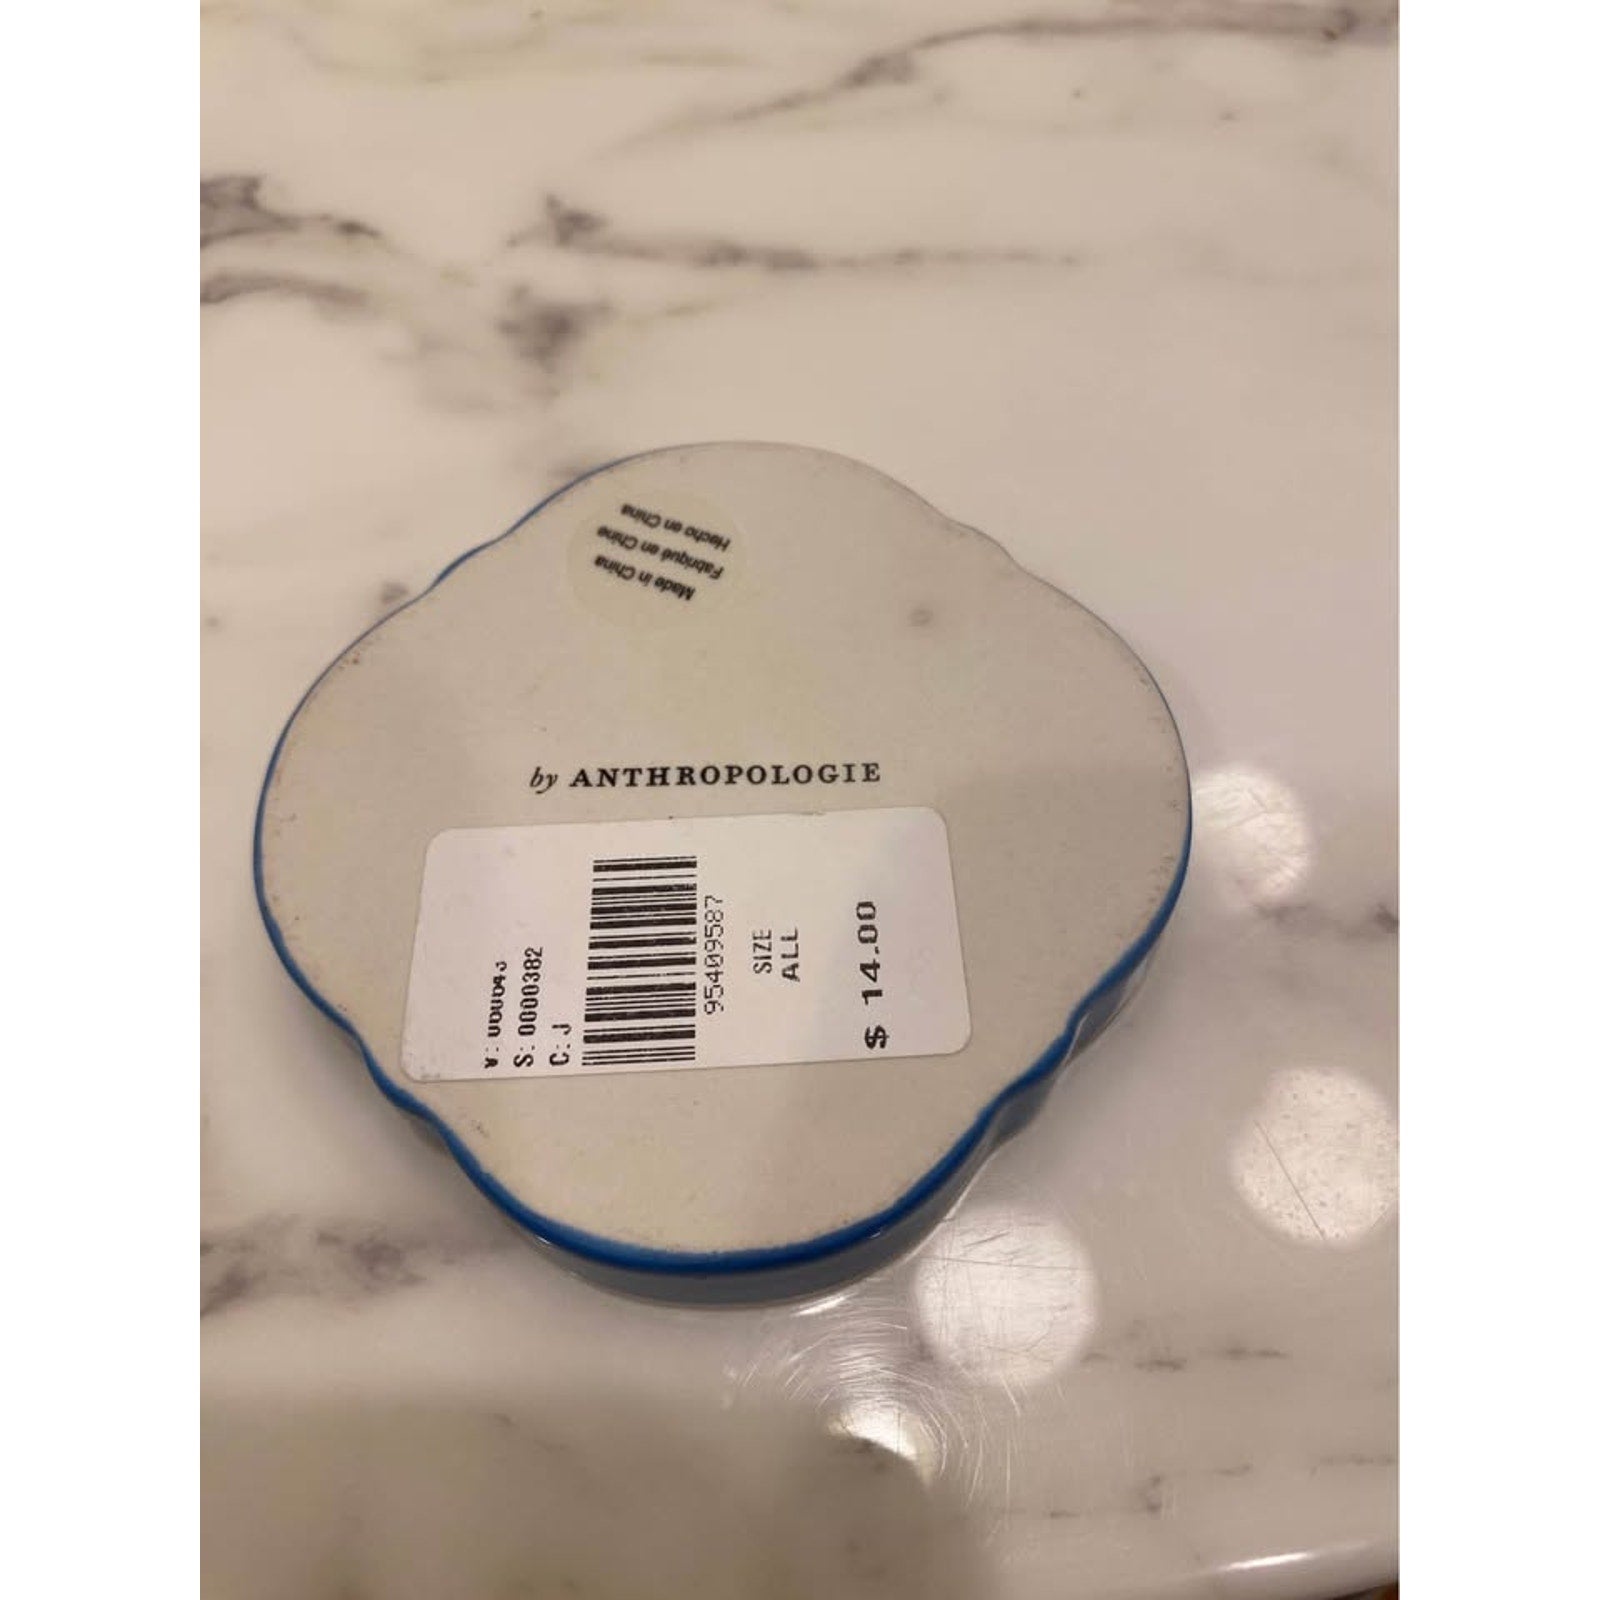 Made in China
Fabriqué en Chine
Hecho en China
by ANTHROPOLOGIE
S: 0000382
C: J
95409587
SIZE
ALL
$ 14.00